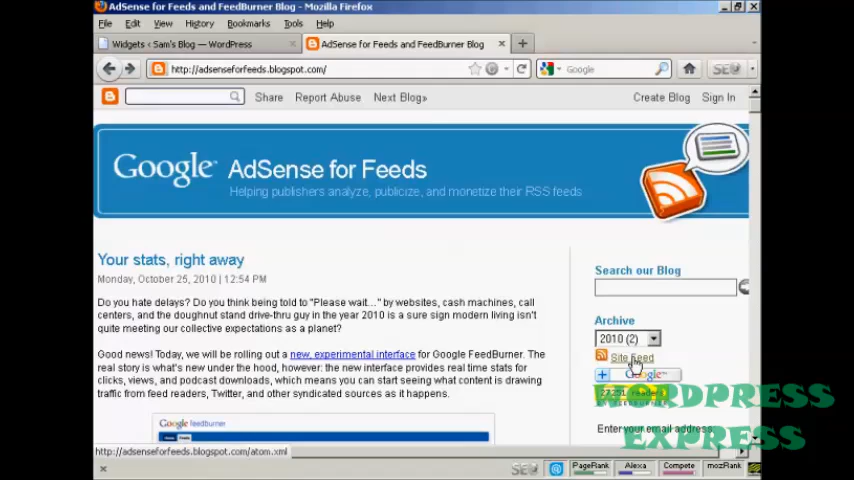 AdSense for Feeds and FeedBurner Blog - Mozilla Firefox
File Edit View History Bookmarks Tools Help
Widgets ‹ Sam's Blog — WordPress
AdSense for Feeds and FeedBurner Blog
http://adsenseforfeeds.blogspot.com/
Google
SEO
Share Report Abuse Next Blog»
Create Blog Sign In
Google™ AdSense for Feeds
Helping publishers analyze, publicize, and monetize their RSS feeds
Your stats, right away
Monday, October 25, 2010 | 12:54 PM
Do you hate delays? Do you think being told to "Please wait..." by websites, cash machines, call
centers, and the doughnut stand drive-thru guy in the year 2010 is a sure sign modern living isn't
quite meeting our collective expectations as a planet?
Good news! Today, we will be rolling out a new, experimental interface for Google FeedBurner. The
real story is what's new under the hood, however: the new interface provides real time stats for
clicks, views, and podcast downloads, which means you can start seeing what content is drawing
traffic from feed readers, Twitter, and other syndicated sources as it happens.
Google feedburner
Search our Blog
Archive
2010 (2)
Site Feed
Google™
readers
Enter your email address:
WORDPRESS
EXPRESS
http://adsenseforfeeds.blogspot.com/atom.xml
SEO
PageRank Alexa Compete mozRank